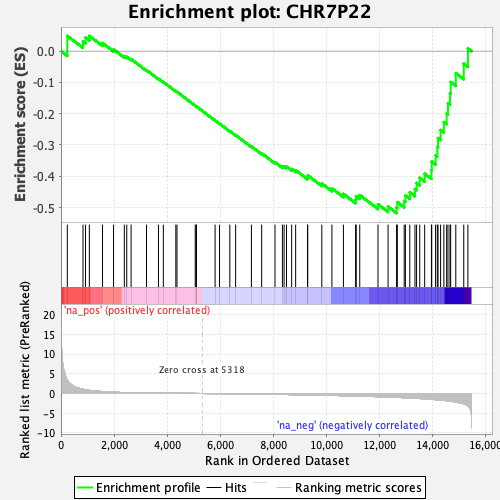 Enrichment plot: CHR7P22
Enrichment score (ES)
0.0
-0.1
-0.2
-0.3
-0.4
-0.5
'na_pos' (positively correlated)
Zero cross at 5318
'na_neg' (negatively correlated)
Ranked list metric (PreRanked)
20
15
10
5
0
-5
-10
0
2,000
4,000
6,000
8,000
10,000
12,000
14,000
16,000
Rank in Ordered Dataset
Enrichment profile
Hits
Ranking metric scores